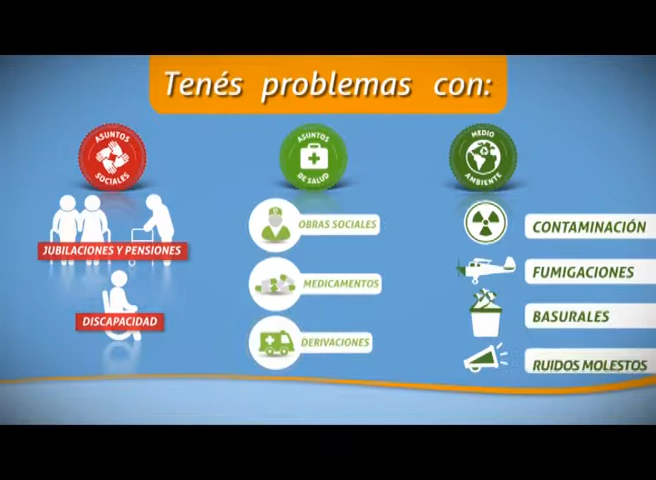 Tenés problemas con:
ASUNTOS
SOCIALES
JUBILACIONES Y PENSIONES
DISCAPACIDAD
ASUNTOS
DE SALUD
OBRAS SOCIALES
MEDICAMENTOS
DERIVACIONES
MEDIO
AMBIENTE
CONTAMINACIÓN
FUMIGACIONES
BASURALES
RUIDOS MOLESTOS